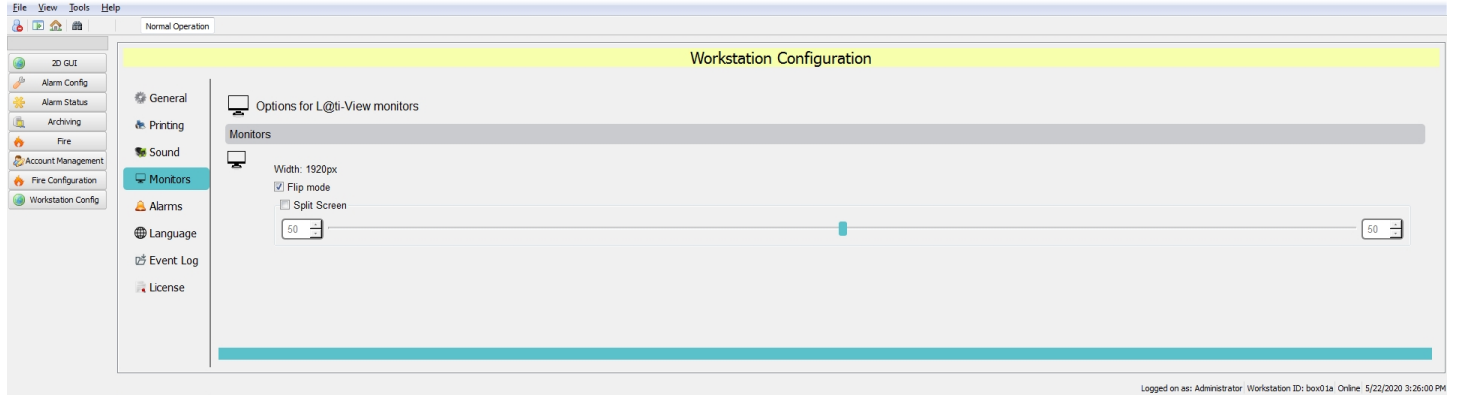 File View Tools Help
Normal Operation
Workstation Configuration
2D GUI
Alarm Config
Alarm Status
Archiving
Fire
Account Management
Fire Configuration
Workstation Config
General
Printing
Sound
Monitors
Alarms
Language
Event Log
License
Options for L@ti-View monitors
Monitors
Width: 1920px
Flip mode
Split Screen
50 50
Logged on as: Administrator Workstation ID: box01a Online 5/22/2020 3:26:00 PM